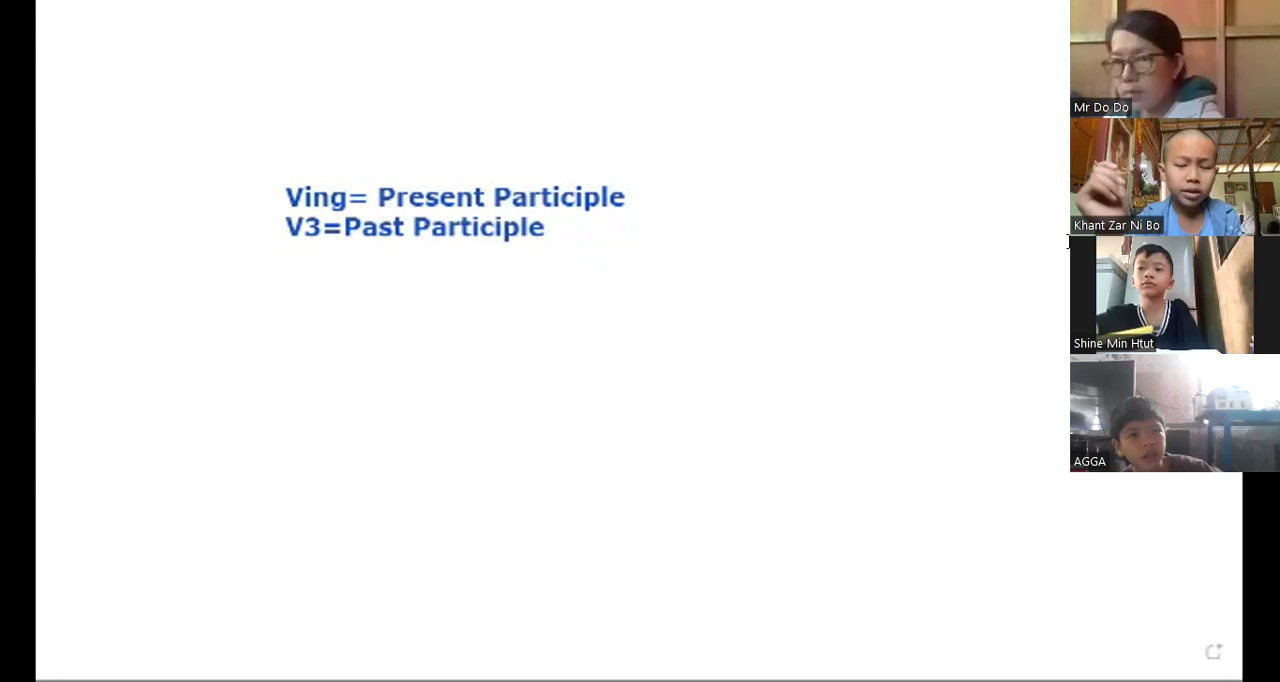 Ving= Present Participle
V3=Past Participle
Mr Do Do
Khant Zar Ni Bo
Shine Min Htut
AGGA